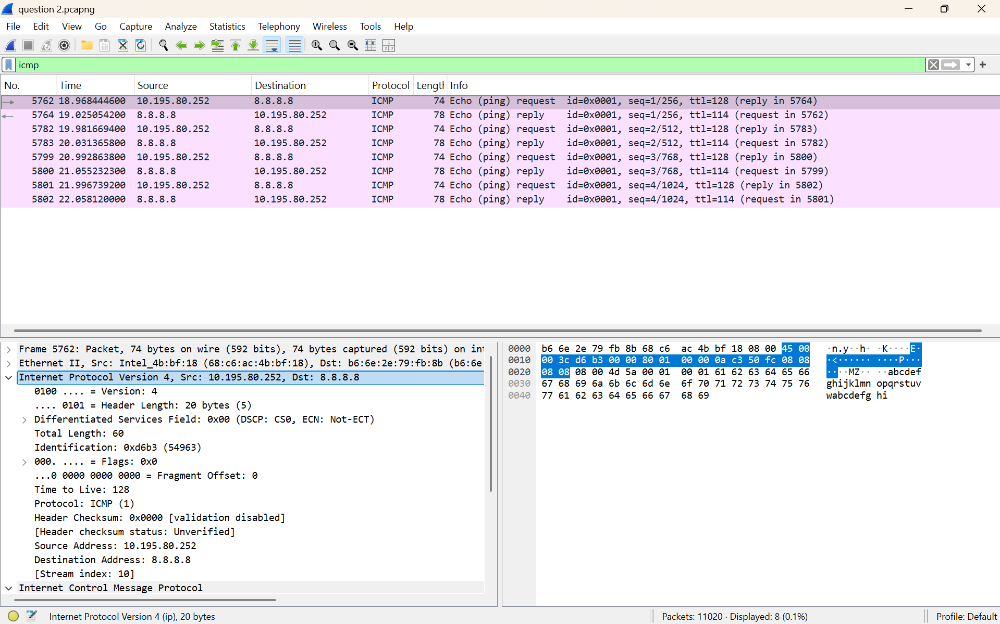 question 2.pcapng
File Edit View Go Capture Analyze Statistics Telephony Wireless Tools Help
icmp
No. Time Source Destination Protocol Length Info
5762 18.968444600 10.195.80.252 8.8.8.8 ICMP 74 Echo (ping) request id=0x0001, seq=1/256, ttl=128 (reply in 5764)
5764 19.025054200 8.8.8.8 10.195.80.252 ICMP 78 Echo (ping) reply id=0x0001, seq=1/256, ttl=114 (request in 5762)
5782 19.981669400 10.195.80.252 8.8.8.8 ICMP 74 Echo (ping) request id=0x0001, seq=2/512, ttl=128 (reply in 5783)
5783 20.031365800 8.8.8.8 10.195.80.252 ICMP 78 Echo (ping) reply id=0x0001, seq=2/512, ttl=114 (request in 5782)
5799 20.992863800 10.195.80.252 8.8.8.8 ICMP 74 Echo (ping) request id=0x0001, seq=3/768, ttl=128 (reply in 5800)
5800 21.055232300 8.8.8.8 10.195.80.252 ICMP 78 Echo (ping) reply id=0x0001, seq=3/768, ttl=114 (request in 5799)
5801 21.996739200 10.195.80.252 8.8.8.8 ICMP 74 Echo (ping) request id=0x0001, seq=4/1024, ttl=128 (reply in 5802)
5802 22.058120000 8.8.8.8 10.195.80.252 ICMP 78 Echo (ping) reply id=0x0001, seq=4/1024, ttl=114 (request in 5801)
Frame 5762: Packet, 74 bytes on wire (592 bits), 74 bytes captured (592 bits) on int
Ethernet II, Src: Intel_4b:bf:18 (68:c6:ac:4b:bf:18), Dst: b6:6e:2e:79:fb:8b (b6:6e
Internet Protocol Version 4, Src: 10.195.80.252, Dst: 8.8.8.8
0100 .... = Version: 4
.... 0101 = Header Length: 20 bytes (5)
Differentiated Services Field: 0x00 (DSCP: CS0, ECN: Not-ECT)
Total Length: 60
Identification: 0xd6b3 (54963)
000. .... = Flags: 0x0
...0 0000 0000 0000 = Fragment Offset: 0
Time to Live: 128
Protocol: ICMP (1)
Header Checksum: 0x0000 [validation disabled]
[Header checksum status: Unverified]
Source Address: 10.195.80.252
Destination Address: 8.8.8.8
[Stream index: 10]
Internet Control Message Protocol
0000 b6 6e 2e 79 fb 8b 68 c6 ac 4b bf 18 08 00 45 00 ·n.y··h· ·K····E·
0010 00 3c d6 b3 00 00 80 01 00 00 0a c3 50 fc 08 08 ·<······ ····P···
0020 08 08 08 00 4d 5a 00 01 00 01 61 62 63 64 65 66 ····MZ·· ··abcdef
0030 67 68 69 6a 6b 6c 6d 6e 6f 70 71 72 73 74 75 76 ghijklmn opqrstuv
0040 77 61 62 63 64 65 66 67 68 69 wabcdefg hi
Internet Protocol Version 4 (ip), 20 bytes
Packets: 11020 · Displayed: 8 (0.1%)
Profile: Default